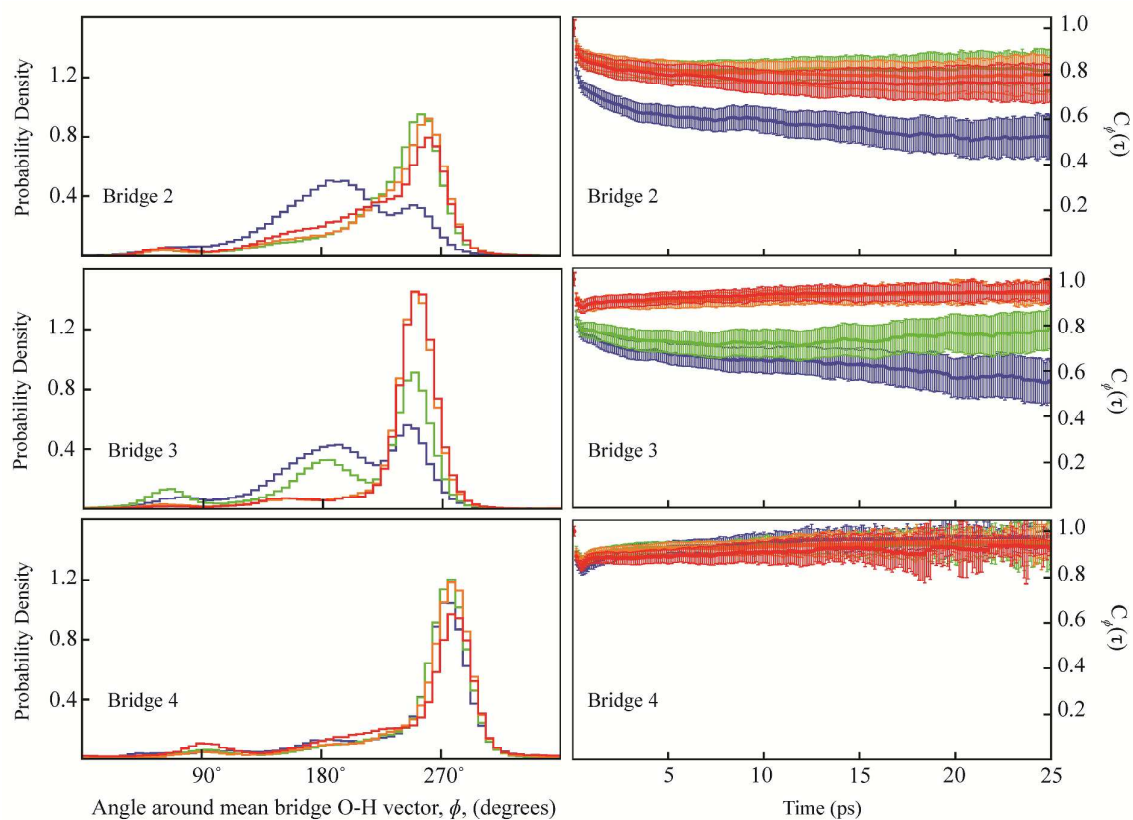 Probability Density
1.2
0.8
0.4
Bridge 2
Bridge 2
1.0
0.8
0.6
0.4
0.2
C_ϕ(τ)
Probability Density
1.2
0.8
0.4
Bridge 3
Bridge 3
1.0
0.8
0.6
0.4
0.2
C_ϕ(τ)
Probability Density
1.2
0.8
0.4
Bridge 4
Bridge 4
1.0
0.8
0.6
0.4
0.2
C_ϕ(τ)
90° 180° 270°
5 10 15 20 25
Angle around mean bridge O-H vector, ϕ, (degrees)
Time (ps)